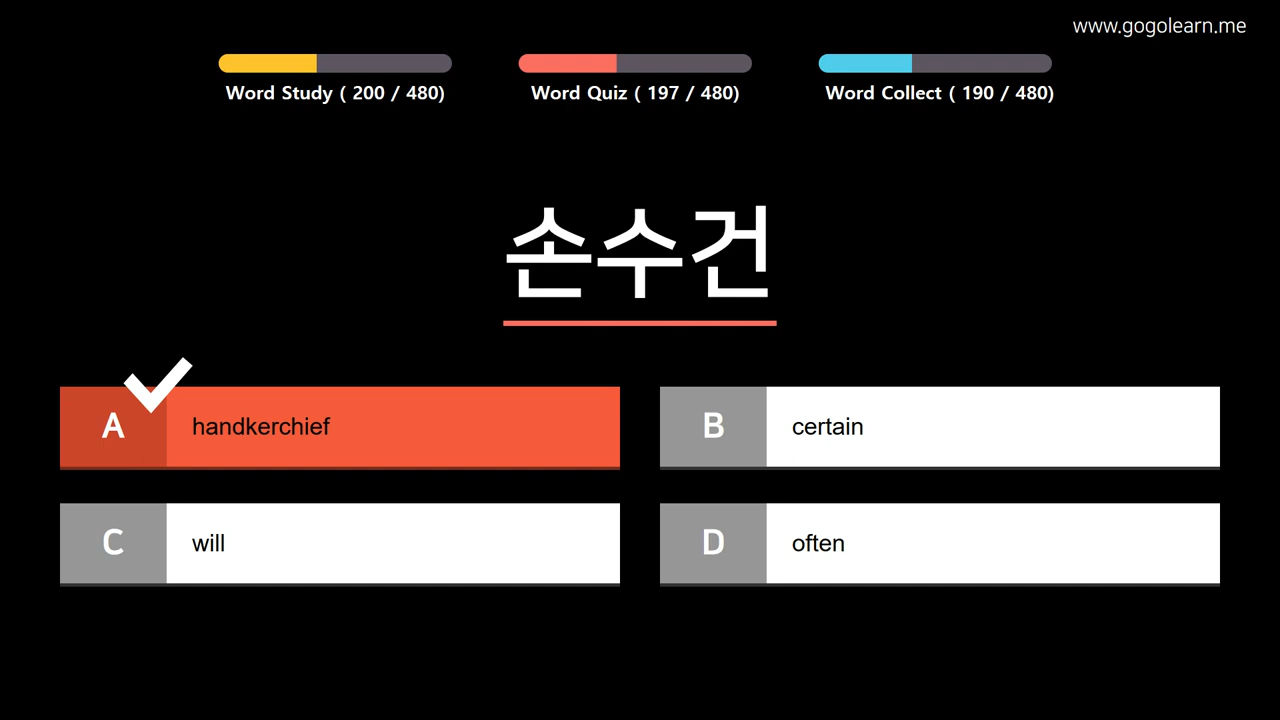 www.gogolearn.me
Word Study ( 200 / 480)
Word Quiz ( 197 / 480)
Word Collect ( 190 / 480)
손수건
A handkerchief
B certain
C will
D often